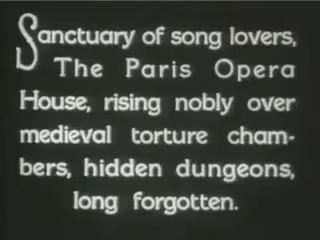 Sanctuary of song lovers,
The Paris Opera
House, rising nobly over
medieval torture cham-
bers, hidden dungeons,
long forgotten.